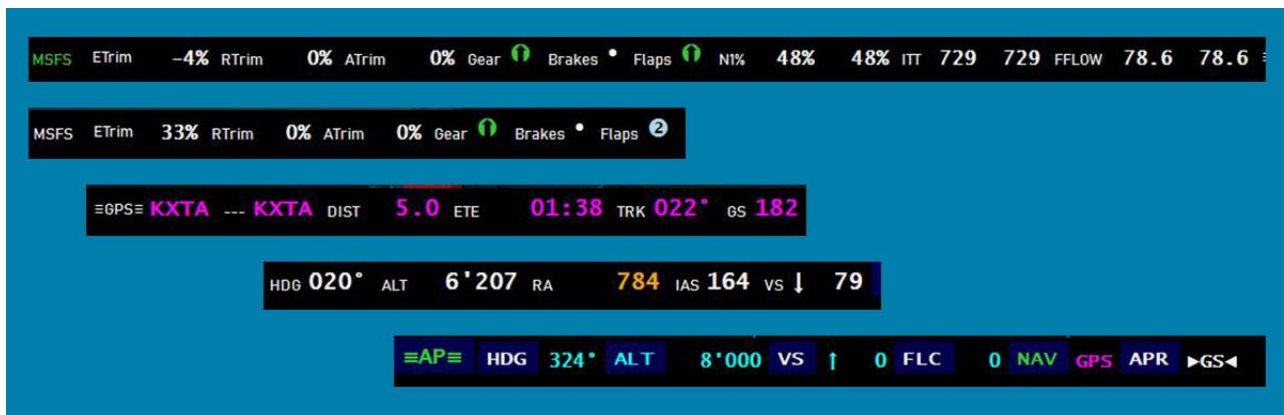 MSFS ETrim -4% RTrim 0% ATrim 0% Gear Brakes Flaps N1% 48% 48% ITT 729 729 FFLOW 78.6 78.6
MSFS ETrim 33% RTrim 0% ATrim 0% Gear Brakes Flaps 2
≡GPS≡ KXTA --- KXTA DIST 5.0 ETE 01:38 TRK 022° GS 182
HDG 020° ALT 6'207 RA 784 IAS 164 VS ↓ 79
≡AP≡ HDG 324° ALT 8'000 VS ↑ 0 FLC 0 NAV GPS APR ►GS◄